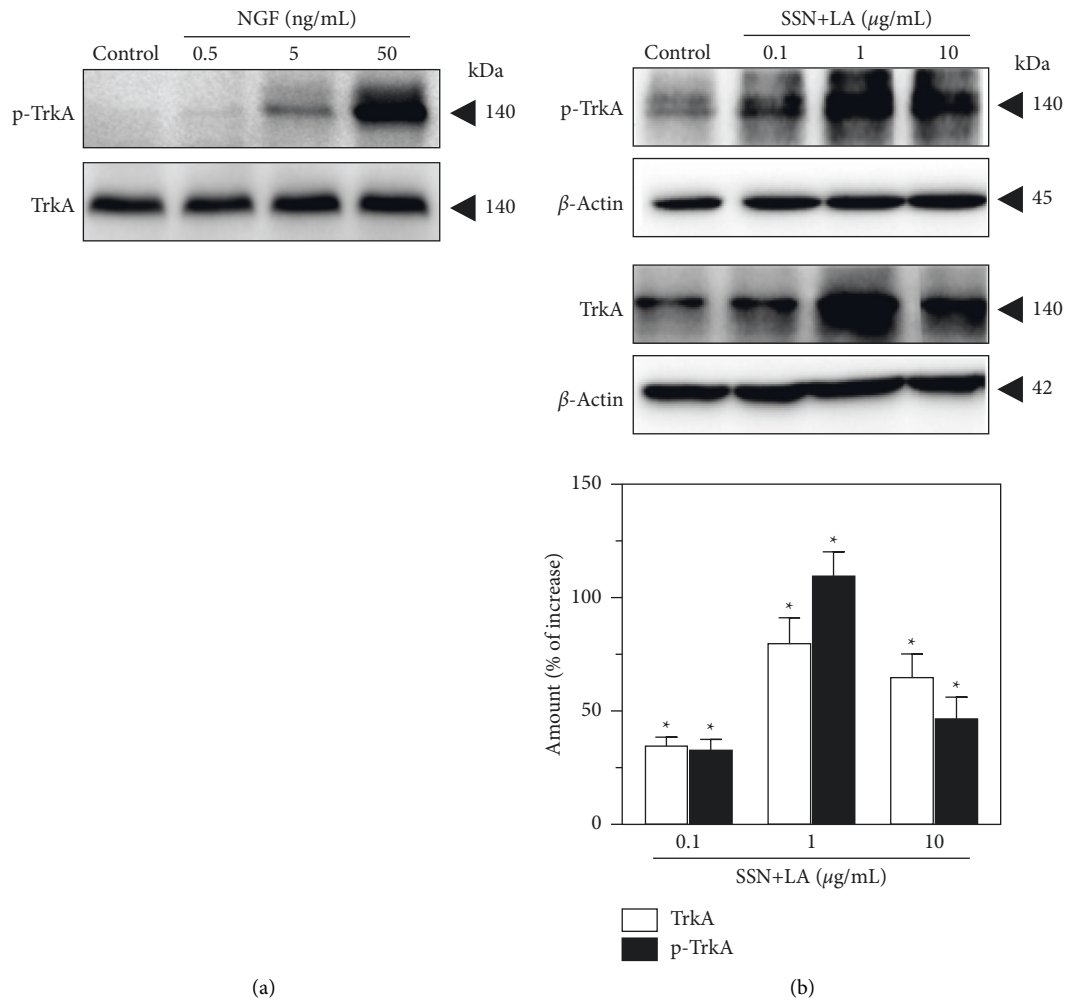 NGF (ng/mL)
Control 0.5 5 50
kDa
p-TrkA 140
TrkA 140
(a)
SSN+LA (μg/mL)
Control 0.1 1 10
kDa
p-TrkA 140
β-Actin 45
TrkA 140
β-Actin 42
150
100
50
0
Amount (% of increase)
* * * * * *
0.1 1 10
SSN+LA (μg/mL)
TrkA
p-TrkA
(b)